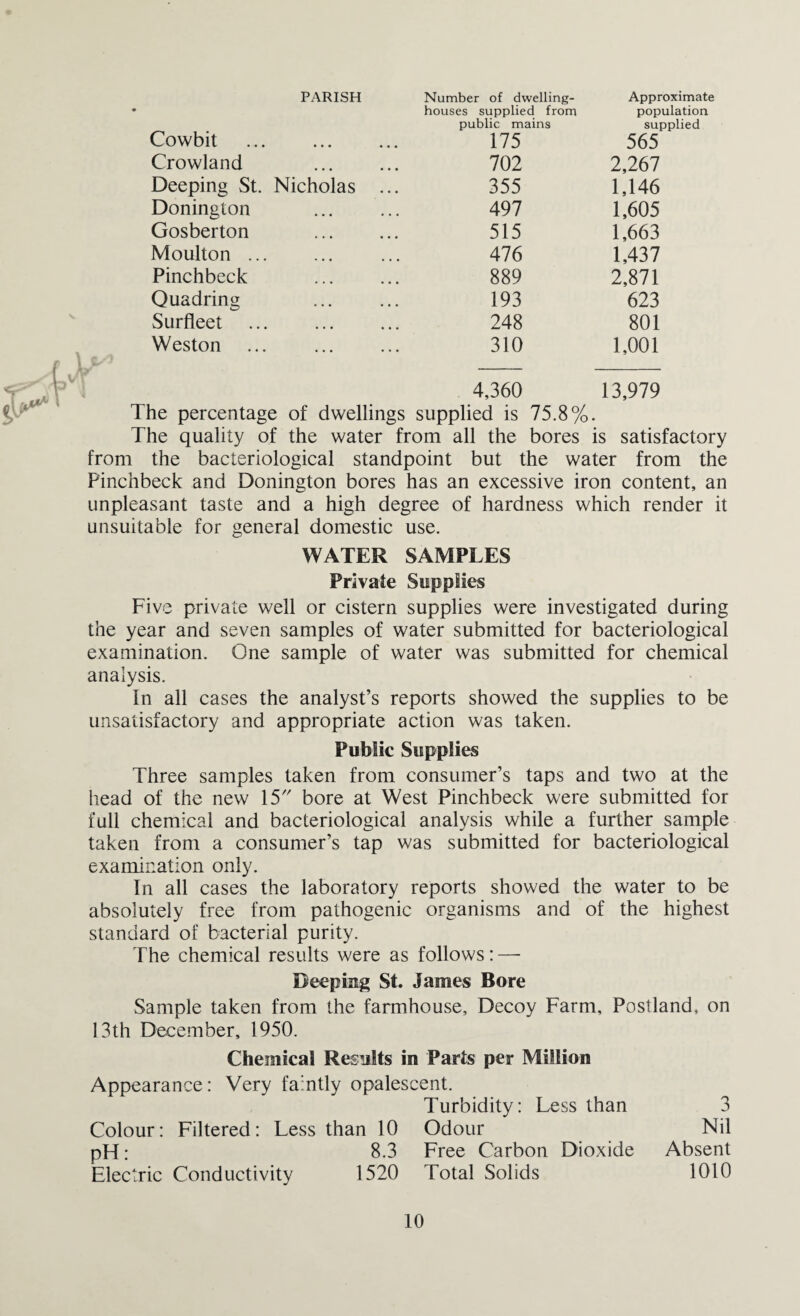 PARISH Number of dwelling- Approximate
houses supplied from population
public mains supplied
Cowbit ... ... ... 175 565
Crowland ... ... 702 2,267
Deeping St. Nicholas ... 355 1,146
Donington ... ... 497 1,605
Gosberton ... ... 515 1,663
Moulton ... ... ... 476 1,437
Pinchbeck ... ... 889 2,871
Quadring ... ... 193 623
Surfleet ... ... ... 248 801
Weston ... ... ... 310 1,001
4,360 13,979
The percentage of dwellings supplied is 75.8%.
The quality of the water from all the bores is satisfactory
from the bacteriological standpoint but the water from the
Pinchbeck and Donington bores has an excessive iron content, an
unpleasant taste and a high degree of hardness which render it
unsuitable for general domestic use.
WATER SAMPLES
Private Supplies
Five private well or cistern supplies were investigated during
the year and seven samples of water submitted for bacteriological
examination. One sample of water was submitted for chemical
analysis.
In all cases the analyst's reports showed the supplies to be
unsatisfactory and appropriate action was taken.
Public Supplies
Three samples taken from consumer's taps and two at the
head of the new 15" bore at West Pinchbeck were submitted for
full chemical and bacteriological analysis while a further sample
taken from a consumer's tap was submitted for bacteriological
examination only.
In all cases the laboratory reports showed the water to be
absolutely free from pathogenic organisms and of the highest
standard of bacterial purity.
The chemical results were as follows:—
Deeping St. James Bore
Sample taken from the farmhouse, Decoy Farm, Postland, on
13th December, 1950.
Chemical Results in Parts per Million
Appearance: Very faintly opalescent.
Turbidity: Less than 3
Colour: Filtered: Less than 10 Odour Nil
pH: 8.3 Free Carbon Dioxide Absent
Electric Conductivity 1520 Total Solids 1010
10